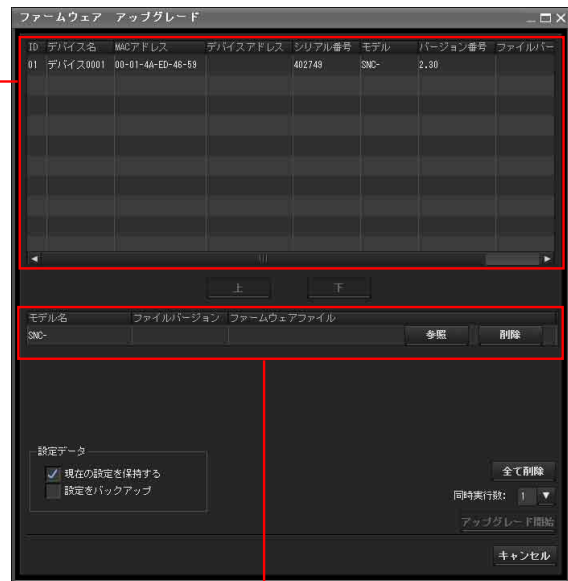 ファームウェア アップグレード
ID デバイス名 MACアドレス デバイスアドレス シリアル番号 モデル バージョン番号 ファイルバー
01 デバイス0001 00-01-4A-ED-46-59 402749 SNC- 2.30
上 下
モデル名 ファイルバージョン ファームウェアファイル
SNC- 参照 削除
設定データ
現在の設定を保持する
設定をバックアップ
全て削除
同時実行数: 1
アップグレード開始
キャンセル